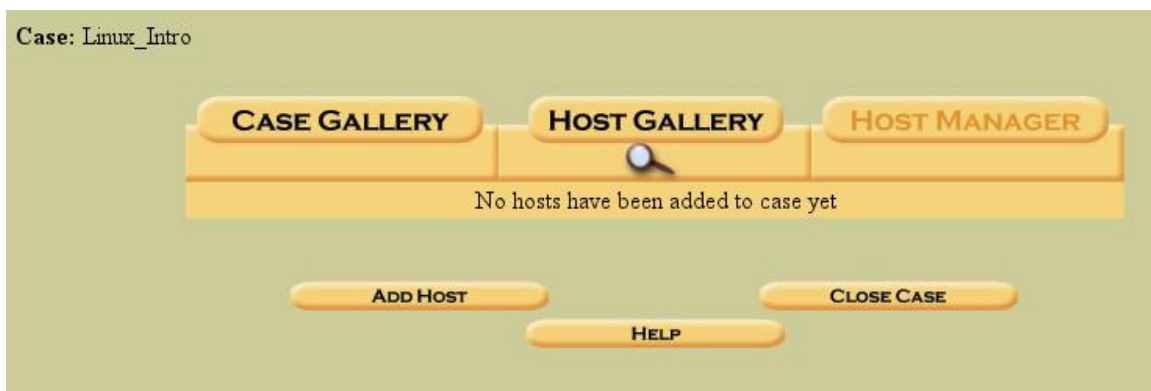 Case: Linux_Intro
CASE GALLERY HOST GALLERY HOST MANAGER
No hosts have been added to case yet
ADD HOST CLOSE CASE
HELP